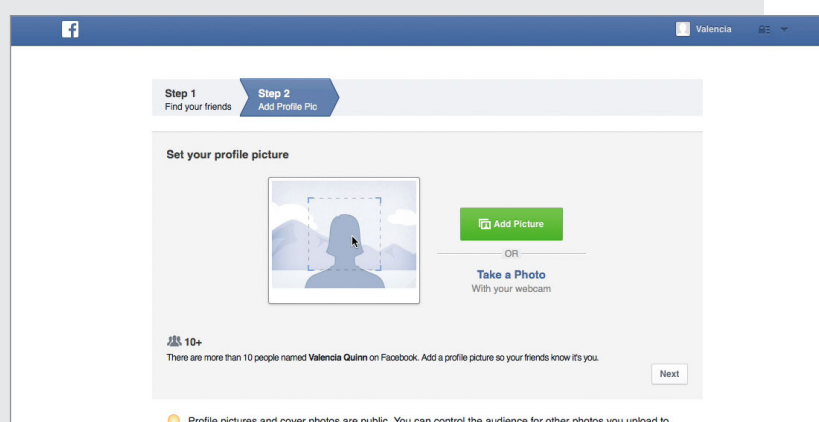 f
Valencia
Step 1
Find your friends
Step 2
Add Profile Pic
Set your profile picture
Add Picture
OR
Take a Photo
With your webcam
10+
There are more than 10 people named Valencia Quinn on Facebook. Add a profile picture so your friends know it's you.
Next
Profile pictures and cover photos are public. You can control the audience for other photos you upload to